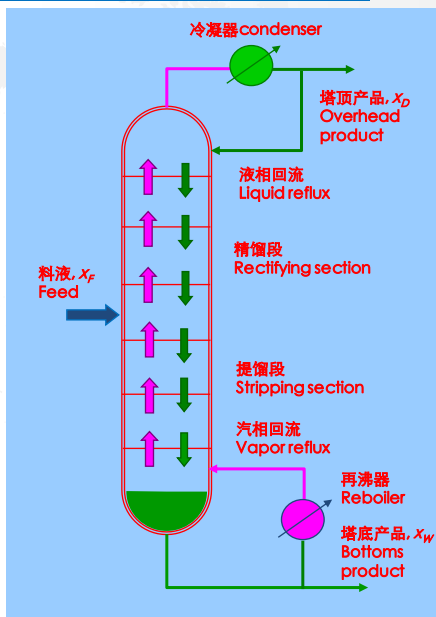 冷凝器condenser
塔顶产品, xD
Overhead
product
液相回流
Liquid reflux
精馏段
Rectifying section
料液, xF
Feed
提馏段
Stripping section
汽相回流
Vapor reflux
再沸器
Reboiler
塔底产品, xW
Bottoms
product